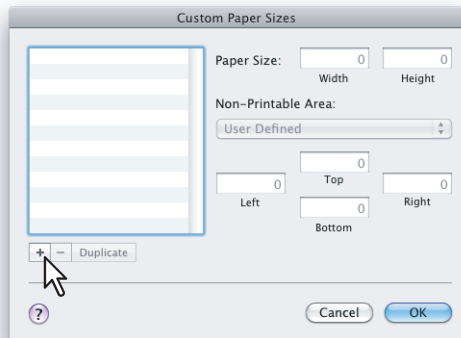 Custom Paper Sizes
Paper Size: 0 0
Width Height
Non-Printable Area:
User Defined
0
Top
0 0
Left Right
0
Bottom
+ − Duplicate
? Cancel OK